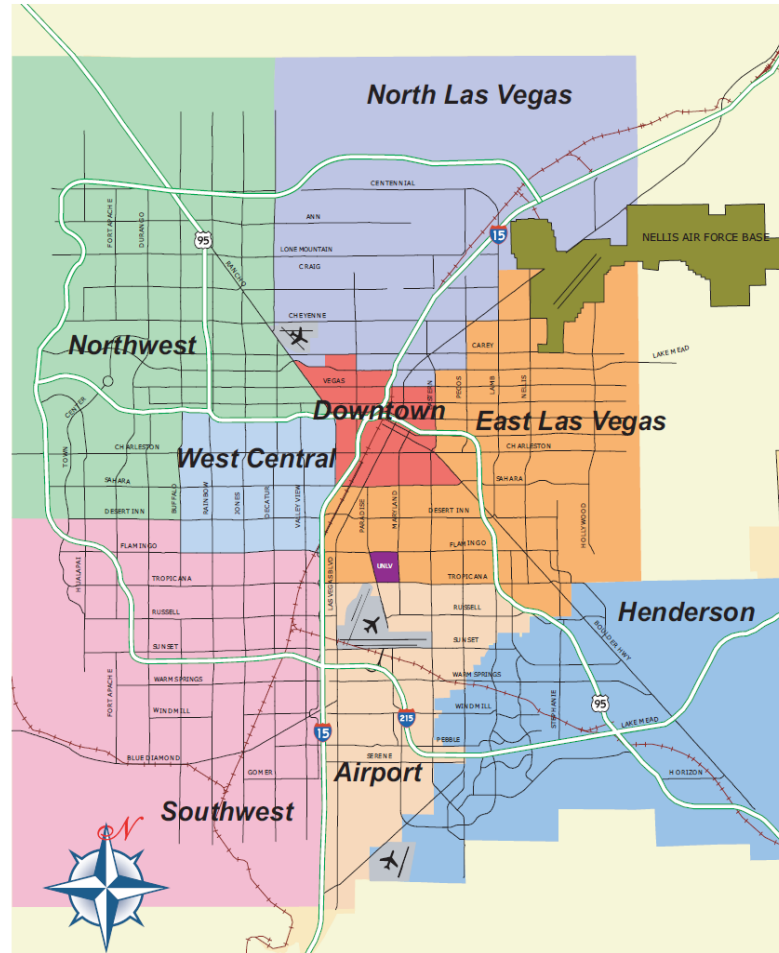 North Las Vegas
CENTENNIAL
FORT APACHE
DURANGO
ANN
95
15
NELLIS AIR FORCE BASE
LONE MOUNTAIN
CRAIG
RANCHO
CHEYENNE
Northwest
CAREY
LAKE MEAD
VEGAS
CENTER
EASTERN
PECOS
LAMB
NELLIS
Downtown
East Las Vegas
TOWN
CHARLESTON
West Central
CHARLESTON
SAHARA
SAHARA
BUFFALO
RAINBOW
JONES
DECATUR
VALLEY VIEW
PARADISE
MARYLAND
DESERT INN
DESERT INN
HOLLYWOOD
FLAMINGO
FLAMINGO
HUALAPAI
UNLV
TROPICANA
TROPICANA
LAS VEGAS BLVD
RUSSELL
RUSSELL
Henderson
SUNSET
SUNSET
BOULDER HWY
WARM SPRINGS
WARM SPRINGS
FORT APACHE
STEPHANIE
95
WINDMILL
WINDMILL
215
LAKE MEAD
15
PEBBLE
BLUE DIAMOND
SERENE
GOMER
Airport
HORIZON
Southwest
N